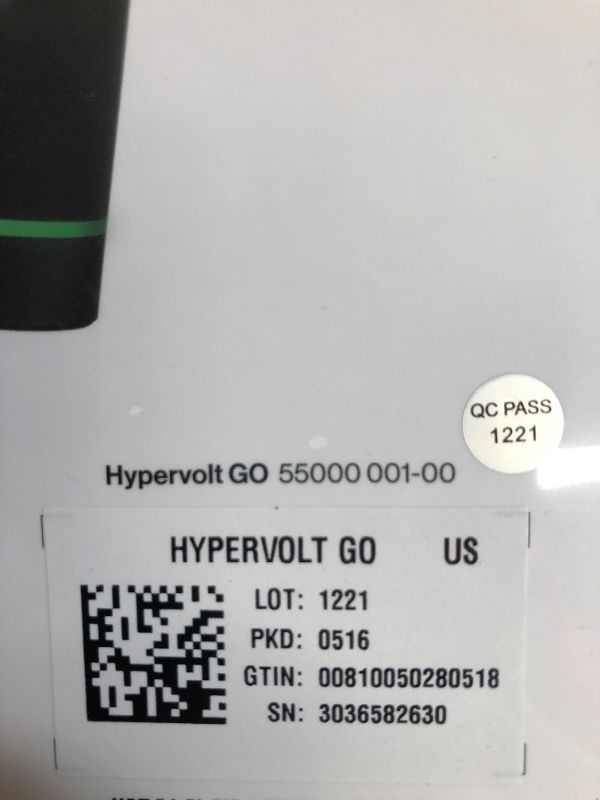 QC PASS
1221
Hypervolt GO 55000 001-00
HYPERVOLT GO US
LOT: 1221
PKD: 0516
GTIN: 00810050280518
SN: 3036582630